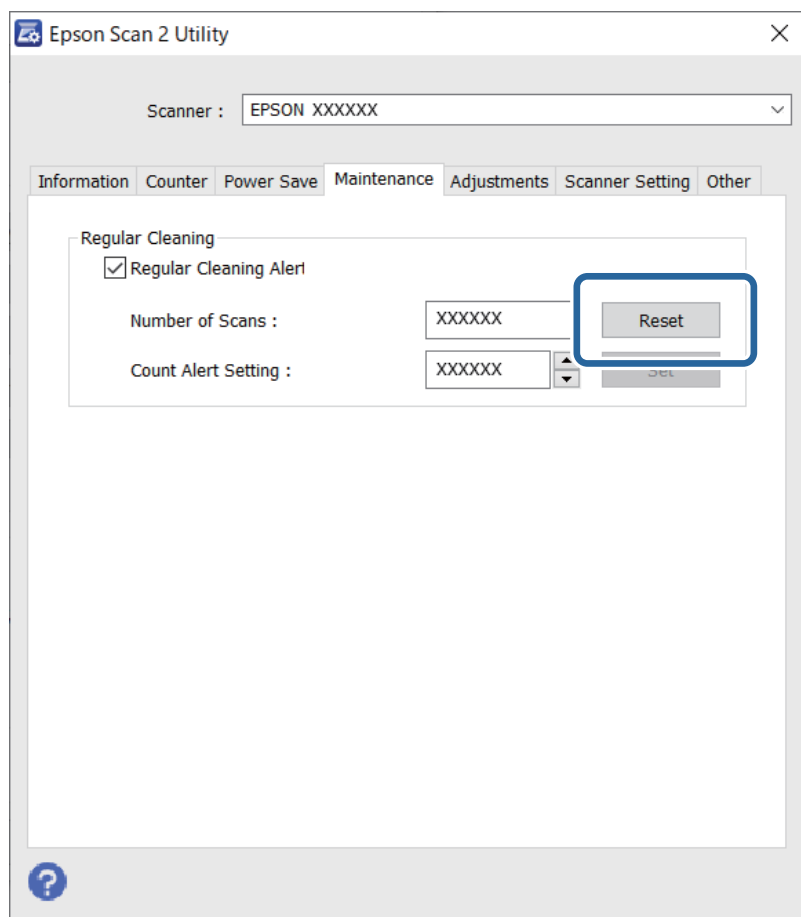 Epson Scan 2 Utility
Scanner : EPSON XXXXXX
Information Counter Power Save Maintenance Adjustments Scanner Setting Other
Regular Cleaning
Regular Cleaning Alert
Number of Scans : XXXXXX Reset
Count Alert Setting : XXXXXX Set
?